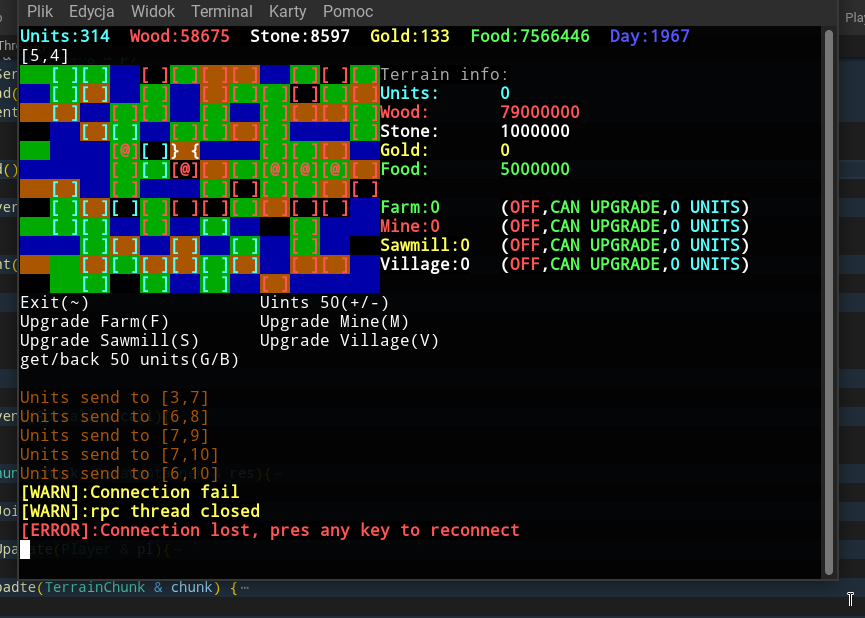 Plik Edycja Widok Terminal Karty Pomoc
Units:314 Wood:58675 Stone:8597 Gold:133 Food:7566446 Day:1967
[5,4]
Terrain info:
Units: 0
Wood: 79000000
Stone: 1000000
Gold: 0
Food: 5000000
Farm:0 (OFF,CAN UPGRADE,0 UNITS)
Mine:0 (OFF,CAN UPGRADE,0 UNITS)
Sawmill:0 (OFF,CAN UPGRADE,0 UNITS)
Village:0 (OFF,CAN UPGRADE,0 UNITS)
Exit(~) Uints 50(+/-)
Upgrade Farm(F) Upgrade Mine(M)
Upgrade Sawmill(S) Upgrade Village(V)
get/back 50 units(G/B)
Units send to [3,7]
Units send to [6,8]
Units send to [7,9]
Units send to [7,10]
Units send to [6,10]
[WARN]:Connection fail
[WARN]:rpc thread closed
[ERROR]:Connection lost, pres any key to reconnect
padte(TerrainChunk & chunk) {